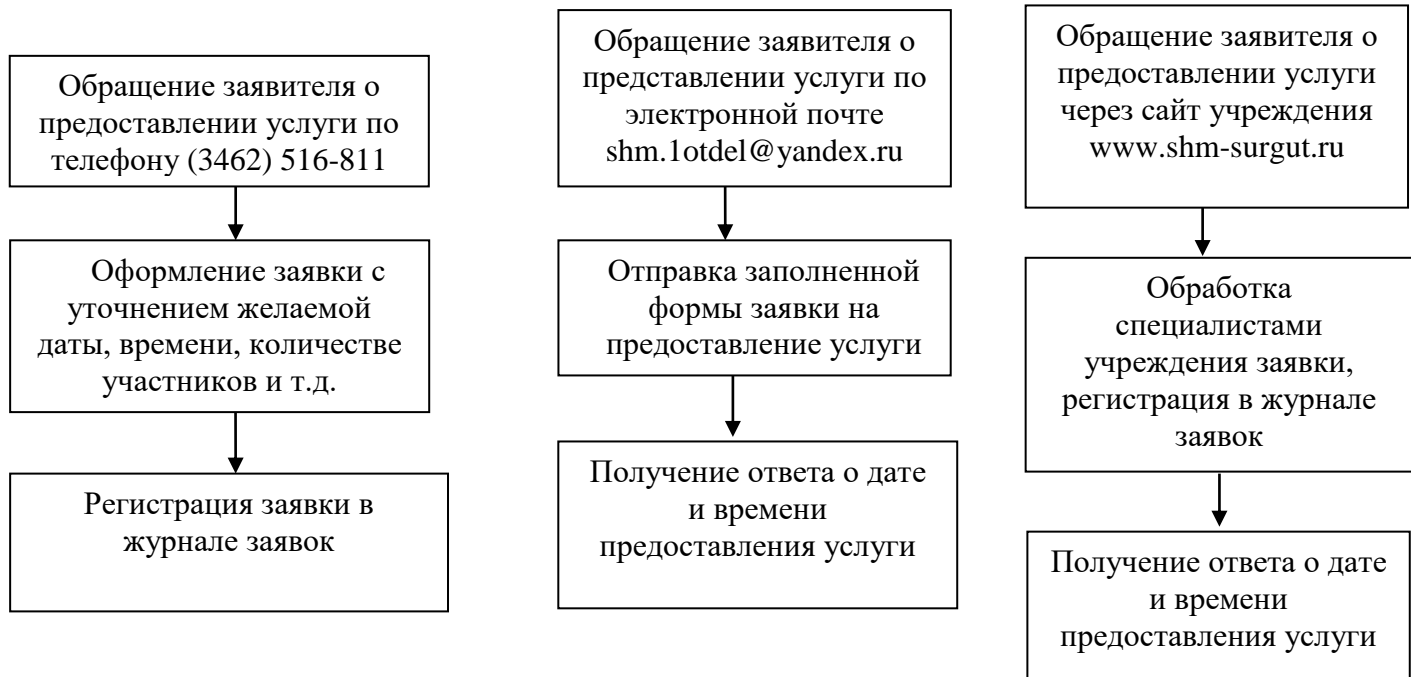 Обращение заявителя о
предоставлении услуги по
телефону (3462) 516-811
Оформление заявки с
уточнением желаемой
даты, времени, количестве
участников и т.д.
Регистрация заявки в
журнале заявок
Обращение заявителя о
представлении услуги по
электронной почте
shm.1otdel@yandex.ru
Отправка заполненной
формы заявки на
предоставление услуги
Получение ответа о дате
и времени
предоставления услуги
Обращение заявителя о
предоставлении услуги
через сайт учреждения
www.shm-surgut.ru
Обработка
специалистами
учреждения заявки,
регистрация в журнале
заявок
Получение ответа о дате
и времени
предоставления услуги